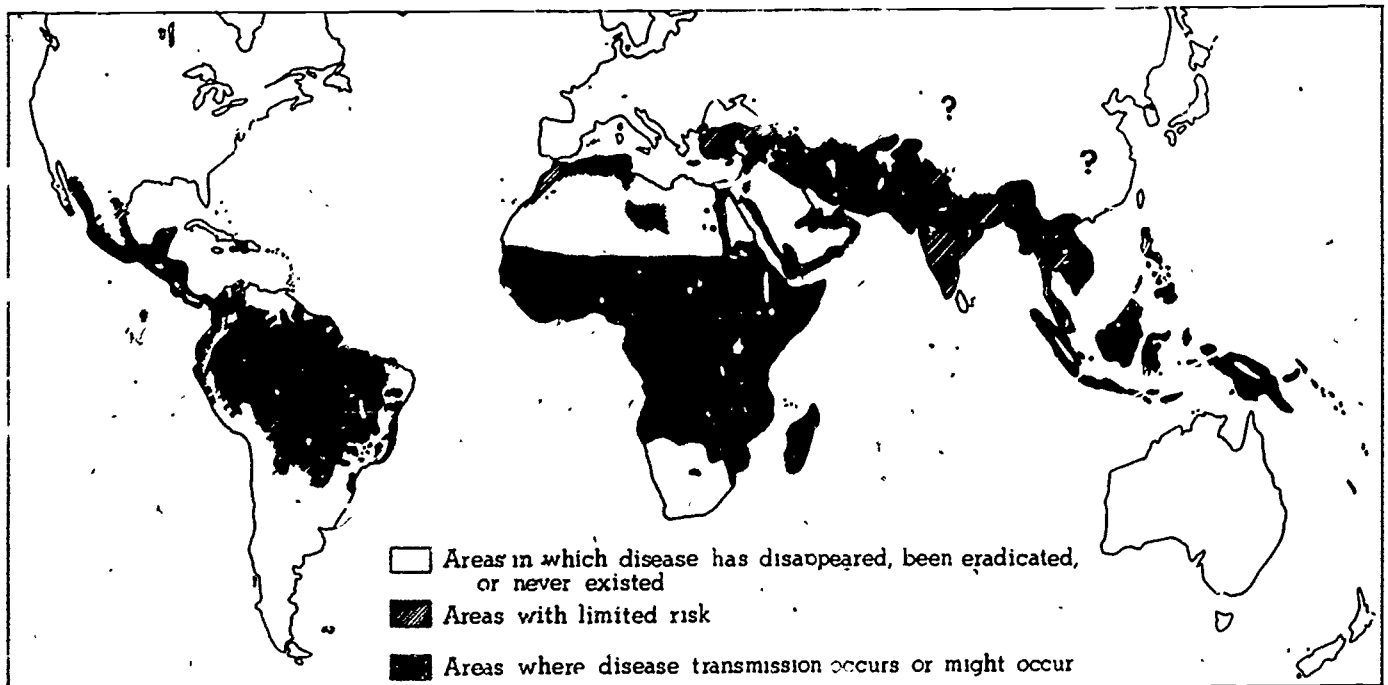 ?
?
Areas in which disease has disappeared, been eradicated,
or never existed
Areas with limited risk
Areas where disease transmission occurs or might occur